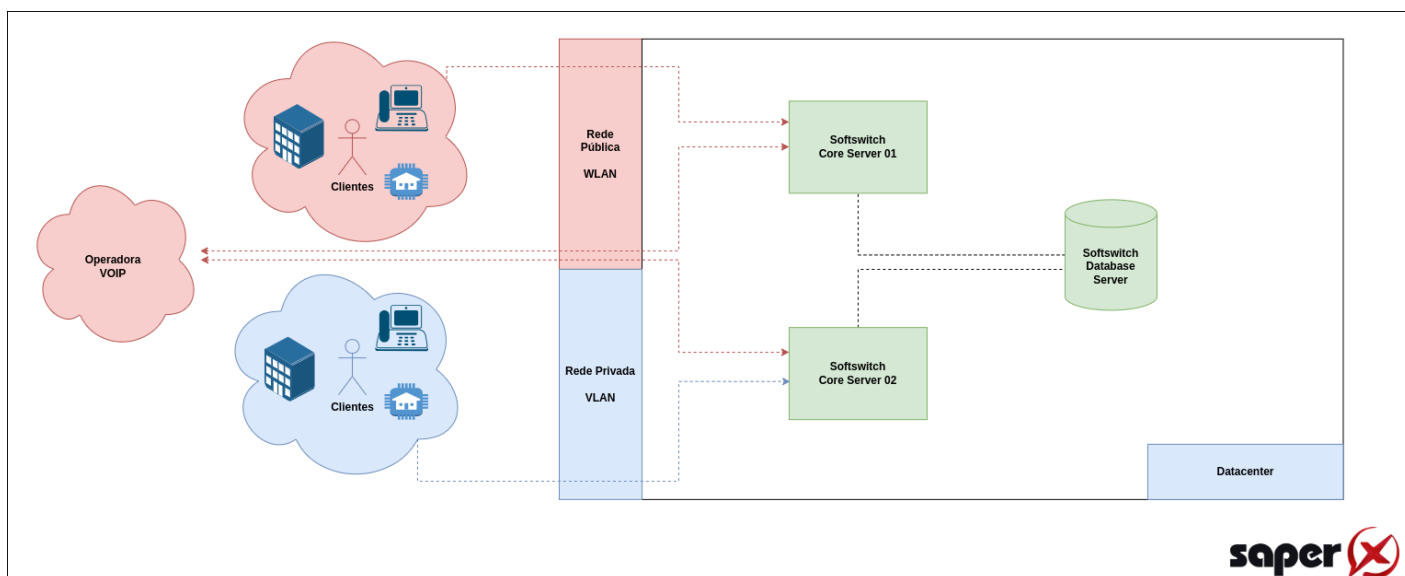 Clientes
Operadora
VOIP
Clientes
Rede
Pública
WLAN
Rede Privada
VLAN
Softswitch
Core Server 01
Softswitch
Database
Server
Softswitch
Core Server 02
Datacenter
saper X